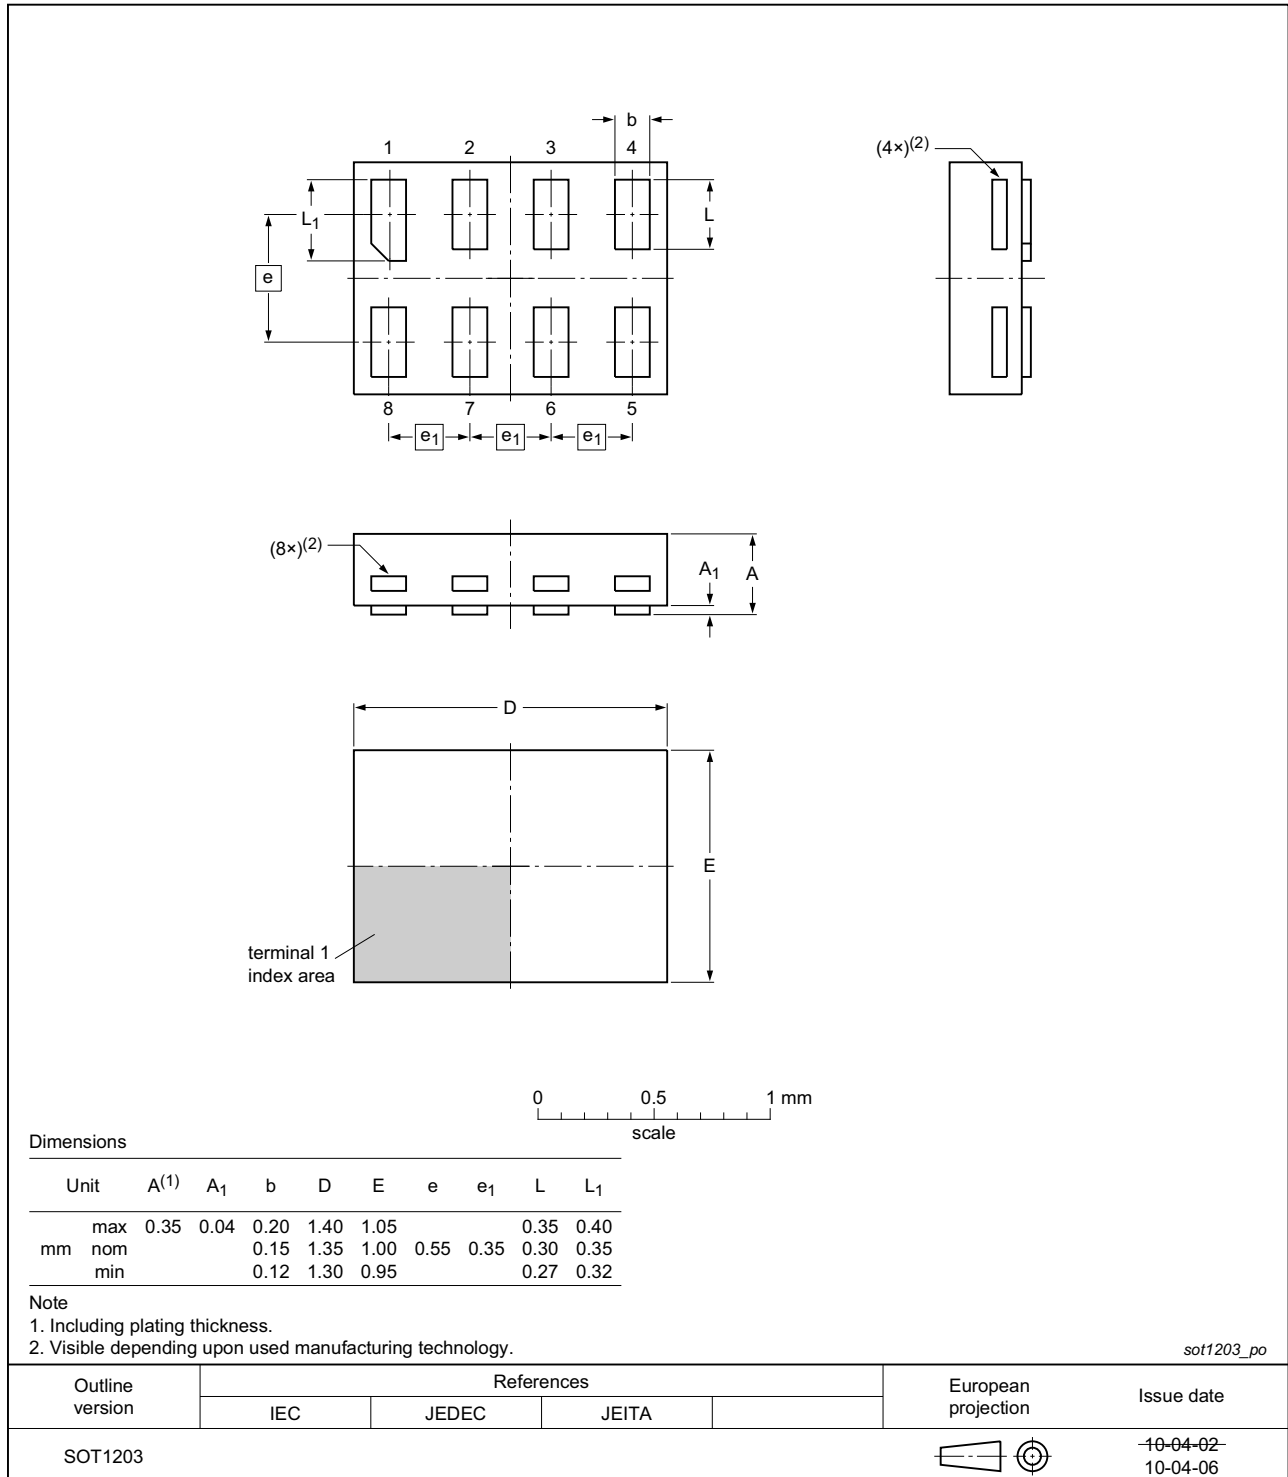 b
1 2 3 4
(4×)(2)
L1
L
e
8 7 6 5
e1 e1 e1
(8×)(2)
A1 A
D
E
terminal 1
index area
0 0.5 1 mm
scale
Dimensions
Unit A(1) A1 b D E e e1 L L1
max 0.35 0.04 0.20 1.40 1.05 0.35 0.40
mm nom 0.15 1.35 1.00 0.55 0.35 0.30 0.35
min 0.12 1.30 0.95 0.27 0.32
Note
1. Including plating thickness.
2. Visible depending upon used manufacturing technology.
sot1203_po
Outline version References European projection Issue date
IEC JEDEC JEITA
SOT1203
10-04-02
10-04-06